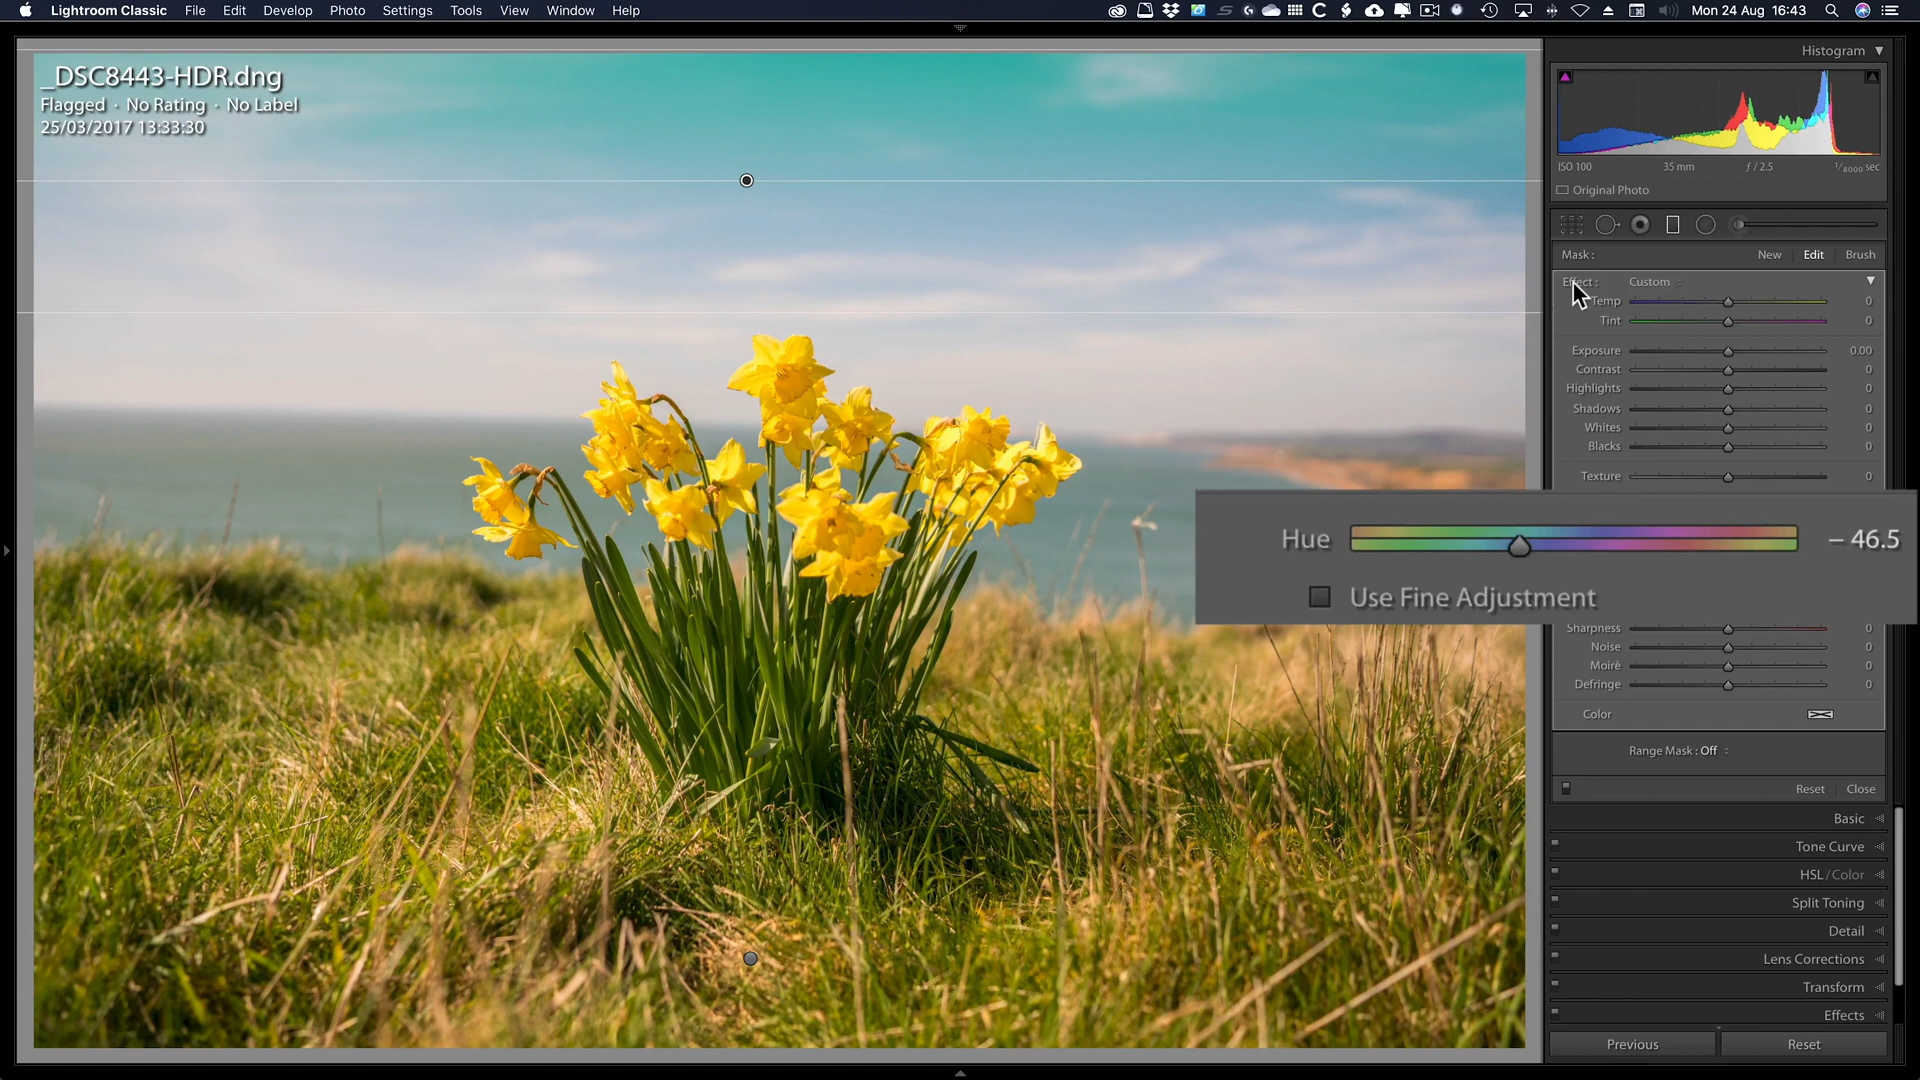 Lightroom Classic File Edit Develop Photo Settings Tools View Window Help Mon 24 Aug 16:43
_DSC8443-HDR.dng
Flagged · No Rating · No Label
25/03/2017 13:33:30
Histogram
ISO 100 35 mm ƒ / 2.5 1/8000 sec
Original Photo
Mask : New Edit Brush
Effect : Custom
Temp 0
Tint 0
Exposure 0.00
Contrast 0
Highlights 0
Shadows 0
Whites 0
Blacks 0
Texture 0
Hue – 46.5
Use Fine Adjustment
Sharpness 0
Noise 0
Moiré 0
Defringe 0
Color
Range Mask : Off
Reset Close
Basic
Tone Curve
HSL / Color
Split Toning
Detail
Lens Corrections
Transform
Effects
Previous Reset